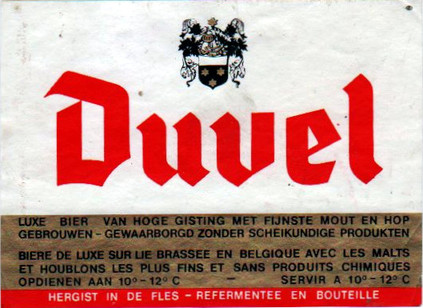 Duvel
LUXE BIER VAN HOGE GISTING MET FIJNSTE MOUT EN HOP
GEBROUWEN - GEWAARBORGD ZONDER SCHEIKUNDIGE PRODUKTEN
BIERE DE LUXE SUR LIE BRASSEE EN BELGIQUE AVEC LES MALTS
ET HOUBLONS LES PLUS FINS ET SANS PRODUITS CHIMIQUES
OPDIENEN AAN 10° - 12° C - SERVIR A 10° - 12° C
HERGIST IN DE FLES - REFERMENTEE EN BOUTEILLE